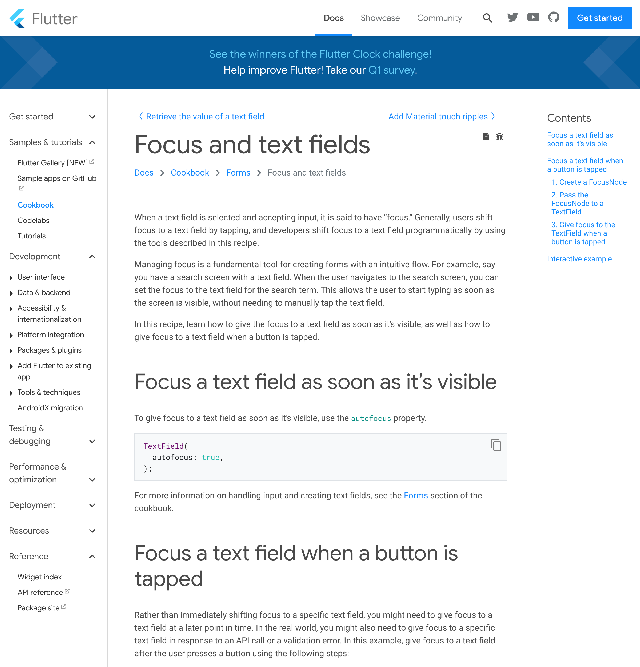 Flutter
Docs
Showcase
Community
Get started
See the winners of the Flutter Clock challenge!
Help improve Flutter! Take our Q1 survey.
Get started
Samples & tutorials
Flutter Gallery [NEW
Sample apps on GitHub
Cookbook
Codelabs
Tutorials
Development
User interface
Data & backend
Accessibility &
internationalization
Platform integration
Packages & plugins
Add Flutter to existing
app
Tools & techniques
AndroidX migration
Testing &
debugging
Performance &
optimization
Deployment
Resources
Reference
Widget index
API reference
Package site
Retrieve the value of a text field
Add Material touch ripples
Focus and text fields
Docs
Cookbook
Forms
Focus and text fields
When a text field is selected and accepting input, it is said to have "focus." Generally, users shift
focus to a text field by tapping, and developers shift focus to a text field programmatically by using
the tools described in this recipe.
Managing focus is a fundamental tool for creating forms with an intuitive flow. For example, say
you have a search screen with a text field. When the user navigates to the search screen, you can
set the focus to the text field for the search term. This allows the user to start typing as soon as
the screen is visible, without needing to manually tap the text field.
In this recipe, learn how to give the focus to a text field as soon as it's visible, as well as how to
give focus to a text field when a button is tapped.
Focus a text field as soon as it's visible
To give focus to a text field as soon as it's visible, use the autofocus property.
TextField(
autofocus: true,
);
For more information on handling input and creating text fields, see the Forms section of the
cookbook.
Focus a text field when a button is
tapped
Rather than immediately shifting focus to a specific text field, you might need to give focus to a
text field at a later point in time. In the real world, you might also need to give focus to a specific
text field in response to an API call or a validation error. In this example, give focus to a text field
after the user presses a button using the following steps:
Contents
Focus a text field as
soon as it's visible
Focus a text field when
a button is tapped
1. Create a FocusNode
2. Pass the
FocusNode to a
TextField
3. Give focus to the
TextField when a
button is tapped
Interactive example